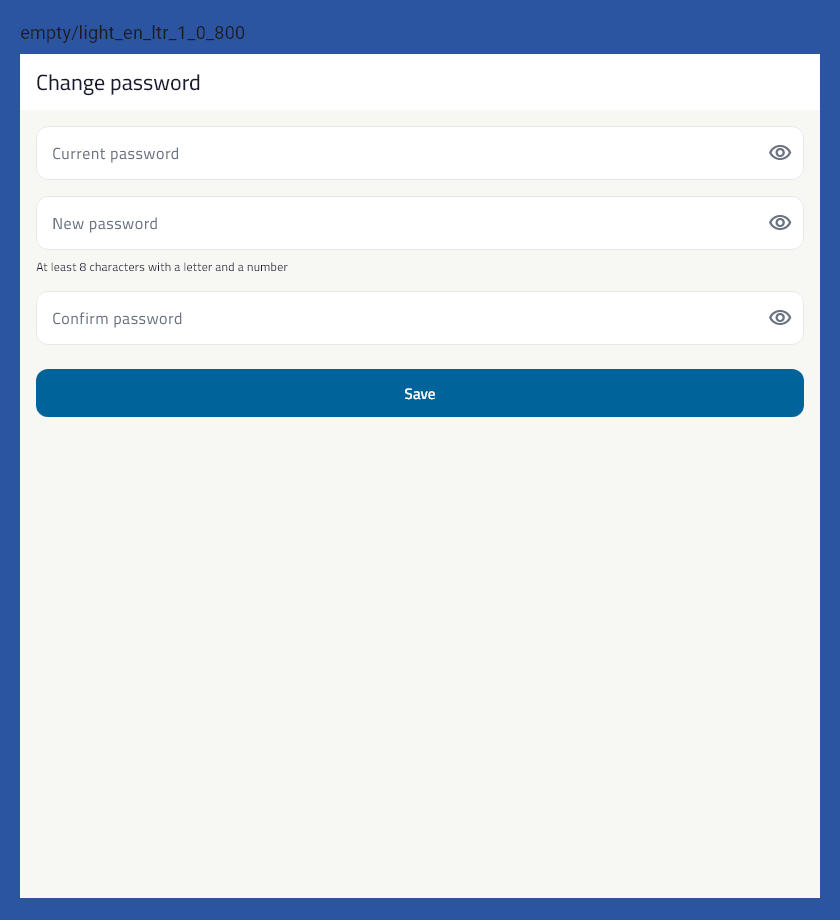 empty/light_en_ltr_1_0_800
Change password
Current password
New password
At least 8 characters with a letter and a number
Confirm password
Save